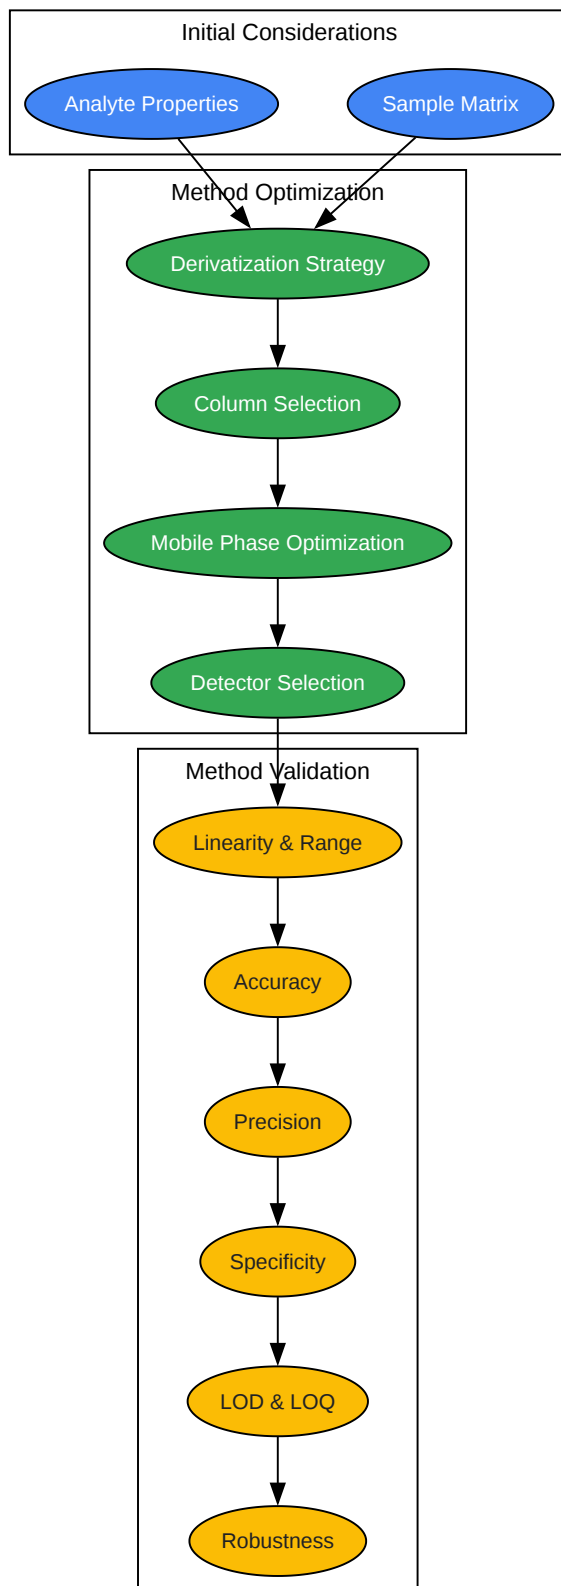 Initial Considerations
Analyte Properties
Sample Matrix
Method Optimization
Derivatization Strategy
Column Selection
Mobile Phase Optimization
Detector Selection
Method Validation
Linearity & Range
Accuracy
Precision
Specificity
LOD & LOQ
Robustness